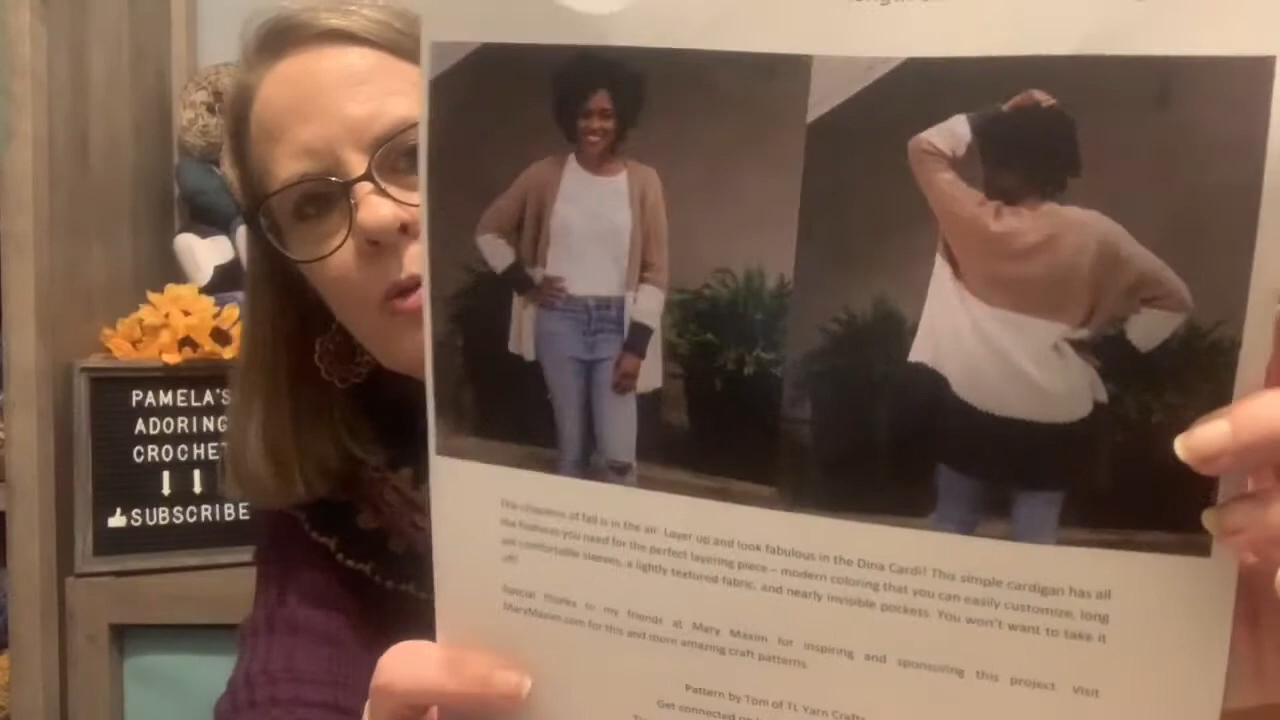 PAMELA'S
ADORING
CROCHET
SUBSCRIBE
The crispness of fall is in the air. Layer up and look fabulous in the Dina Cardi! This simple cardigan has all
the features you need for the perfect layering piece – modern coloring that you can easily customize, long
and comfortable sleeves, a lightly textured fabric, and nearly invisible pockets. You won't want to take it
off!
Special thanks to my friends at Mary Maxim for inspiring and sponsoring this project. Visit
MaryMaxim.com for this and more amazing craft patterns.
Pattern by Toni of TL Yarn Crafts
Get connected on